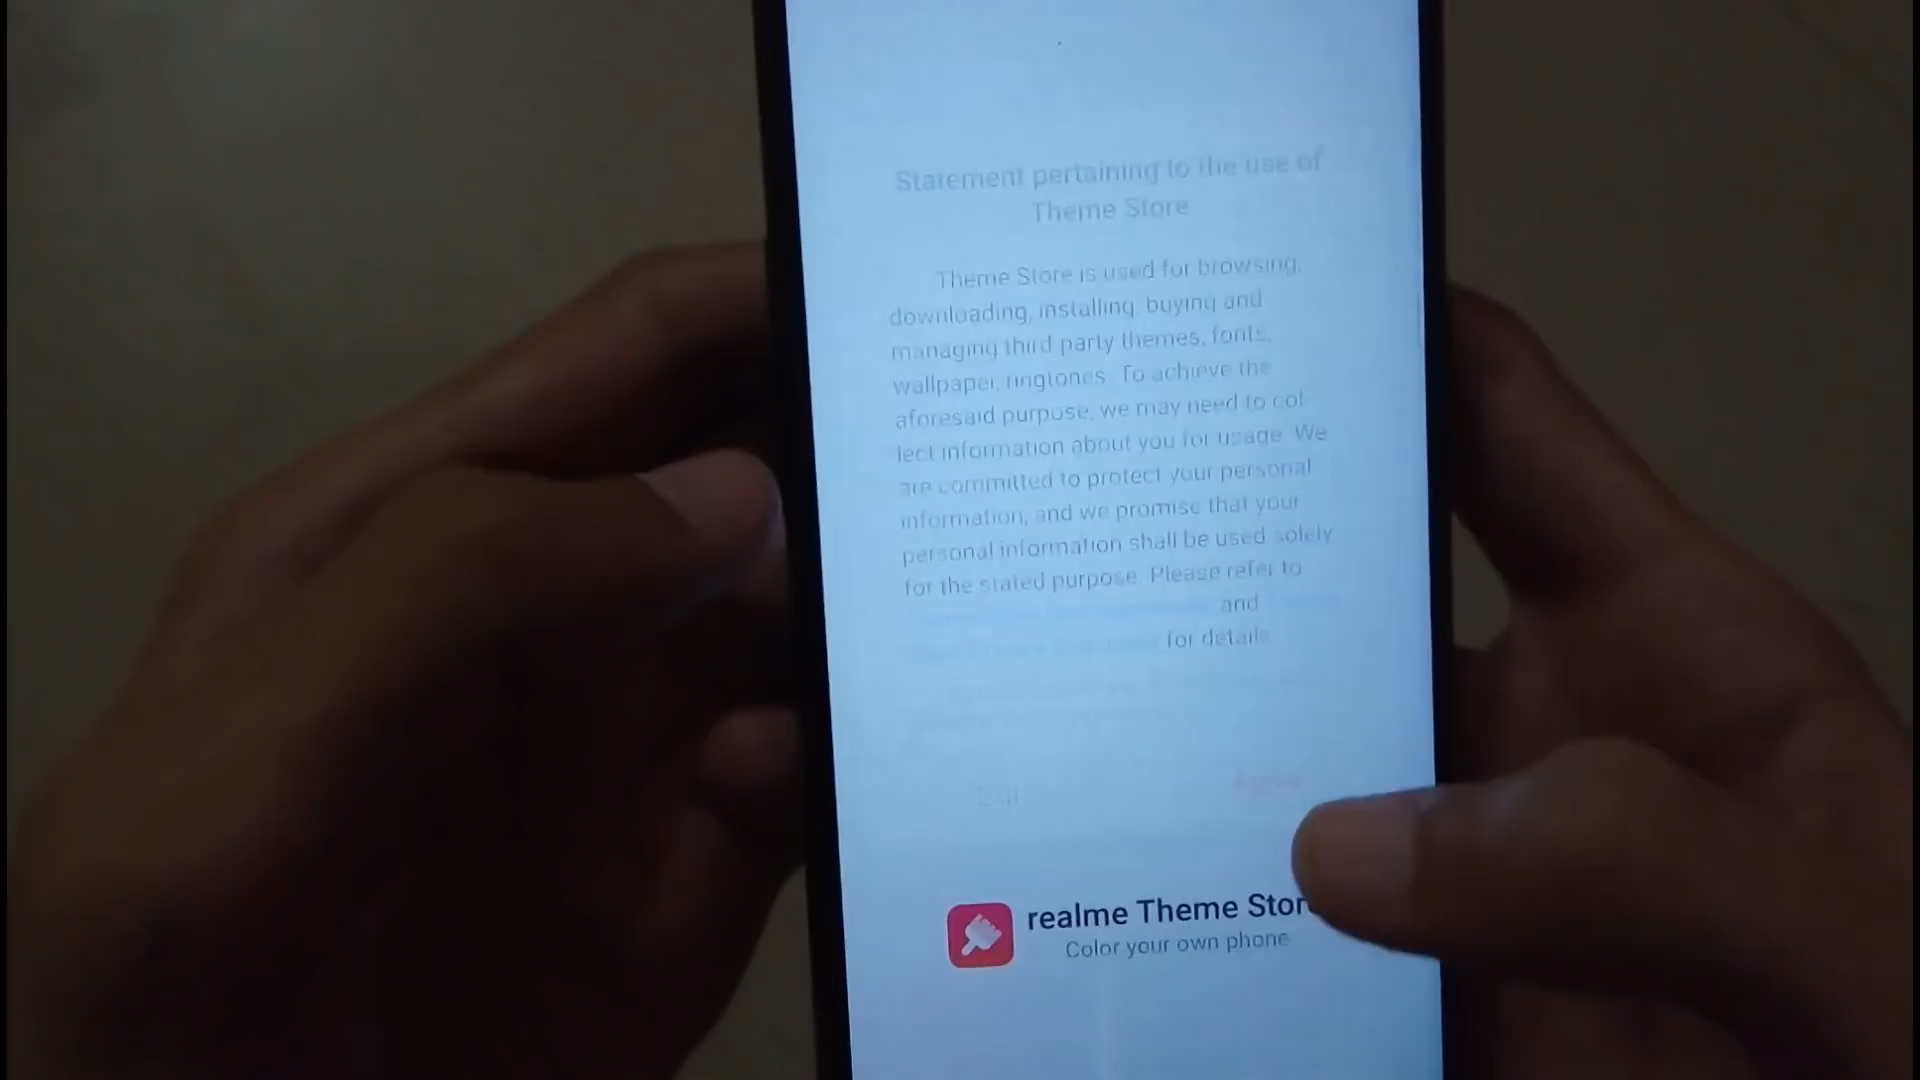 Statement pertaining to the use of
Theme Store
Theme Store is used for browsing,
downloading, installing, buying and
managing third party themes, fonts,
wallpaper, ringtones. To achieve the
aforesaid purpose, we may need to col
lect information about you for usage. We
are committed to protect your personal
information, and we promise that your
personal information shall be used solely
for the stated purpose. Please refer to
and
for details
Exit
Agree
realme Theme Stor
Color your own phone